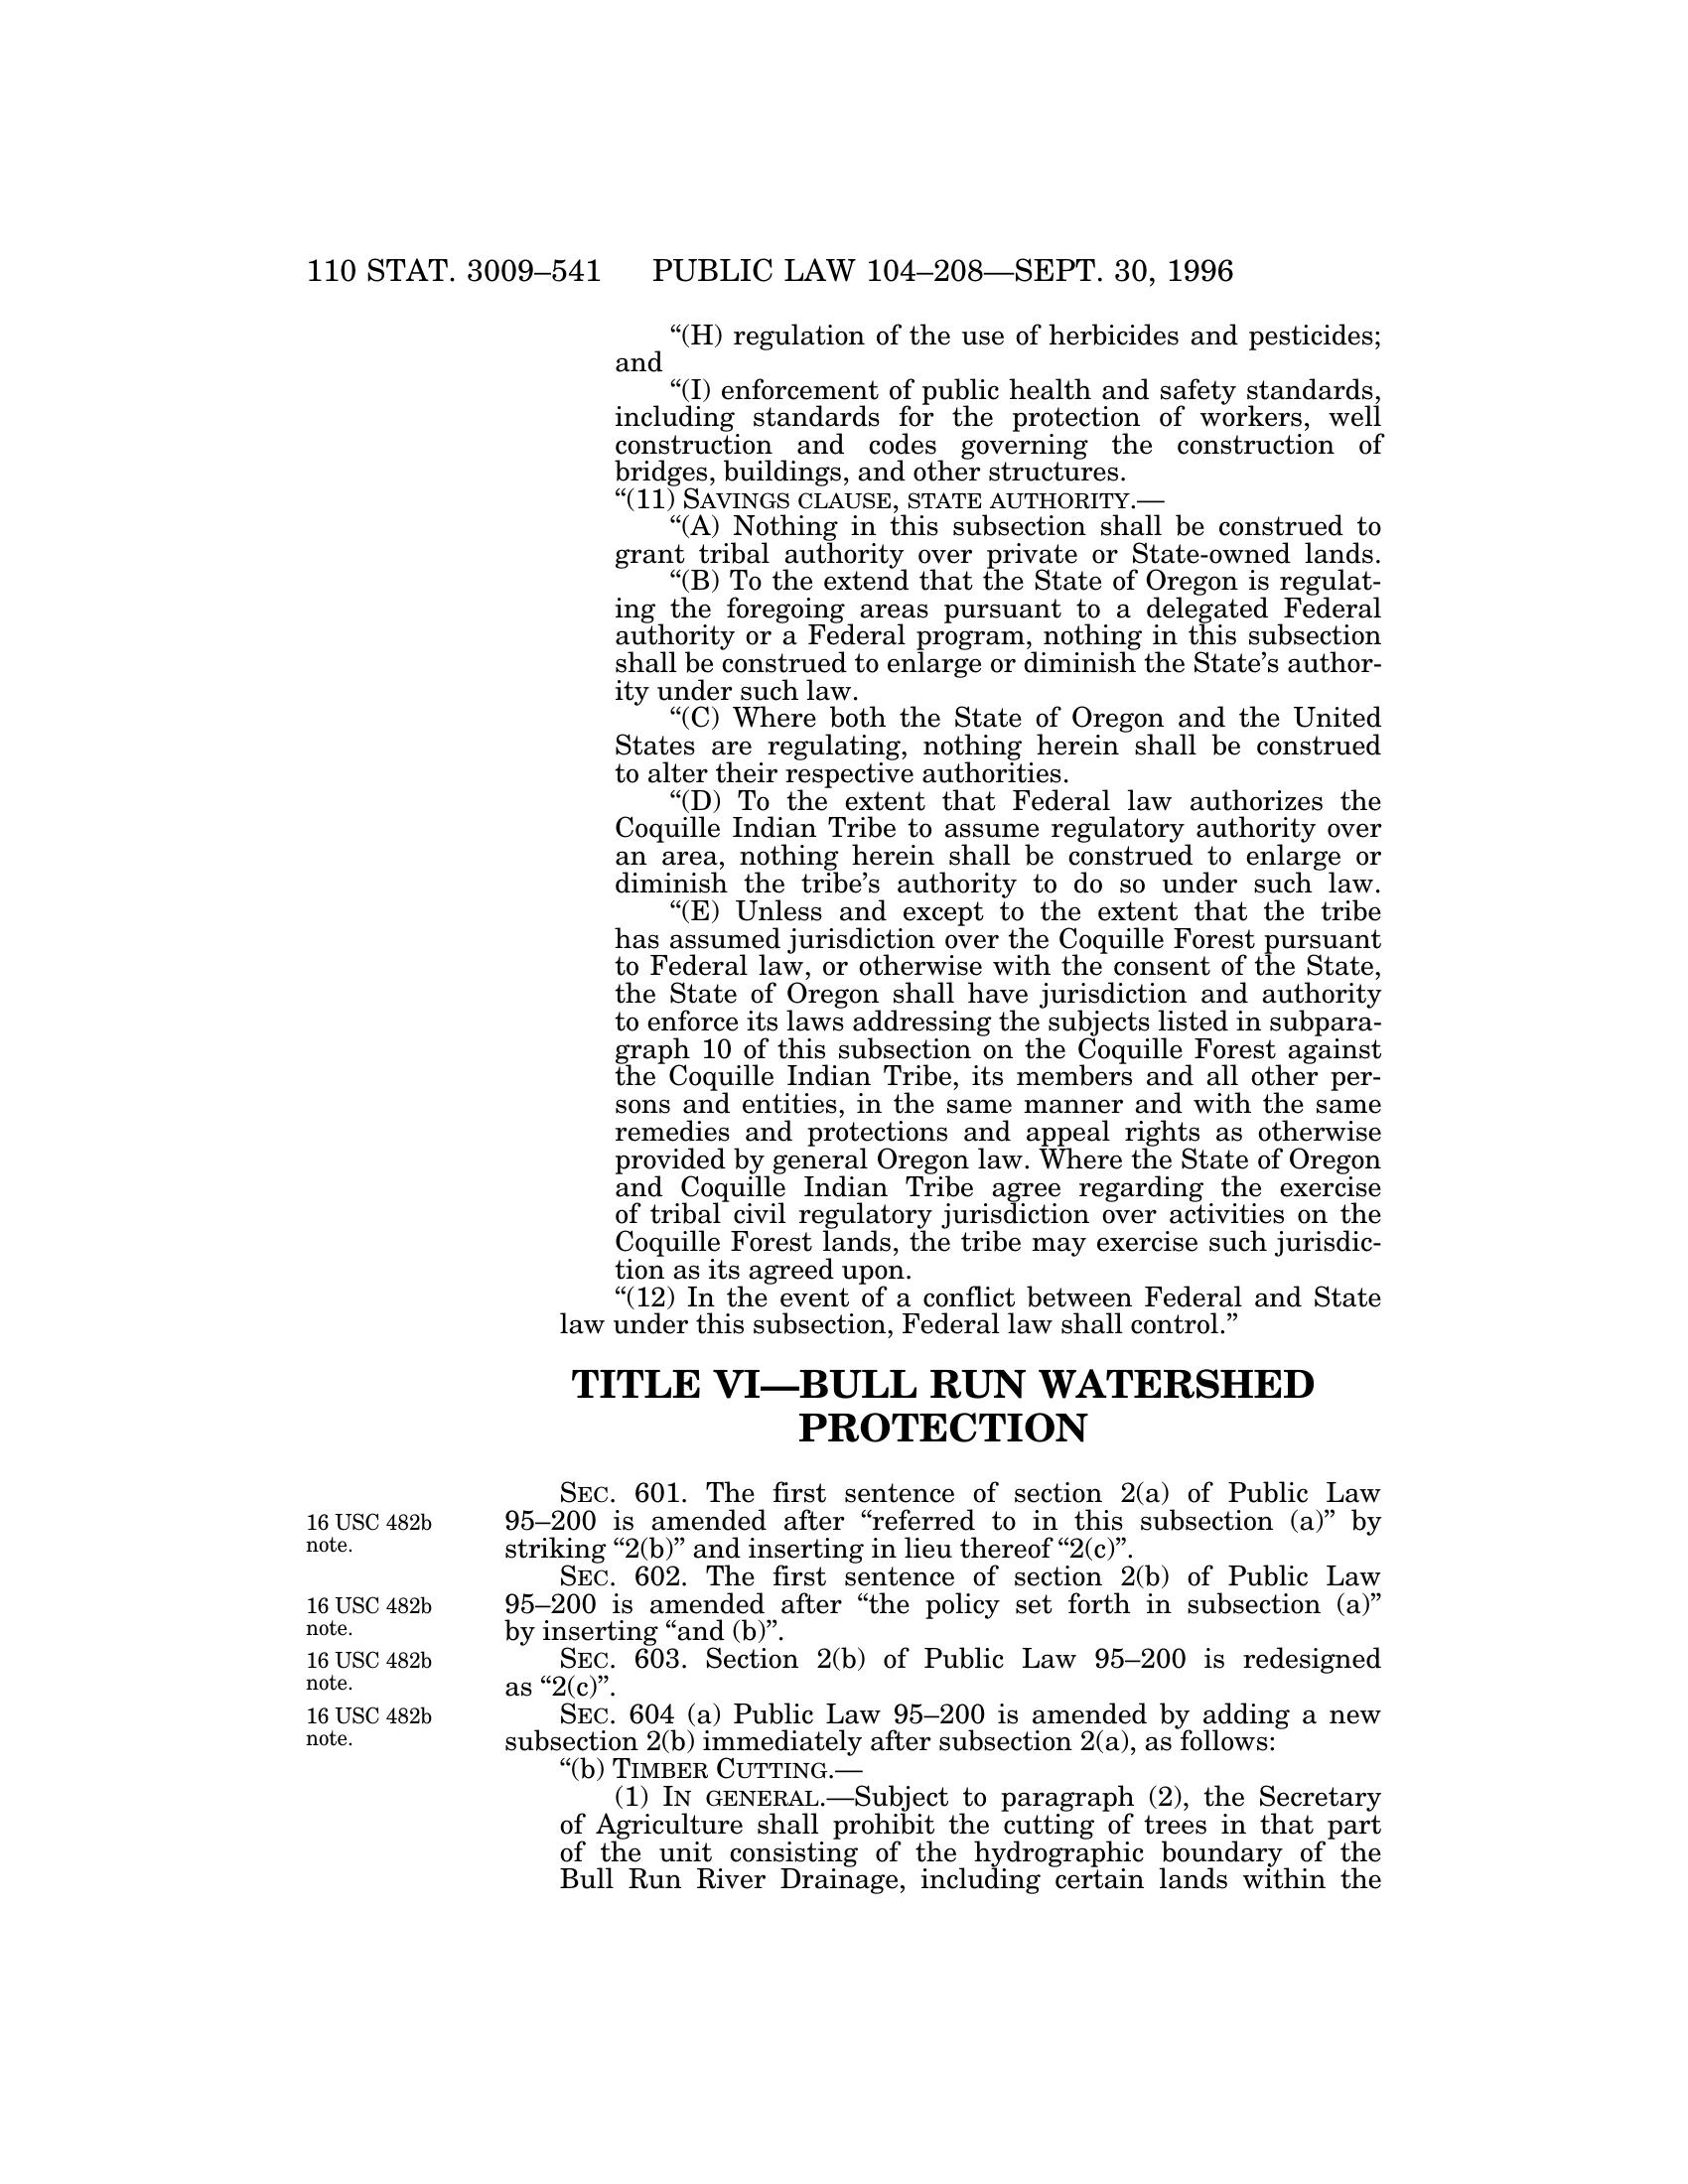 110 STAT. 3009–541 PUBLIC LAW 104–208—SEPT. 30, 1996
“(H) regulation of the use of herbicides and pesticides;
and
“(I) enforcement of public health and safety standards,
including standards for the protection of workers, well
construction and codes governing the construction of
bridges, buildings, and other structures.
“(11) SAVINGS CLAUSE, STATE AUTHORITY.—
“(A) Nothing in this subsection shall be construed to
grant tribal authority over private or State-owned lands.
“(B) To the extend that the State of Oregon is regulat-
ing the foregoing areas pursuant to a delegated Federal
authority or a Federal program, nothing in this subsection
shall be construed to enlarge or diminish the State’s author-
ity under such law.
“(C) Where both the State of Oregon and the United
States are regulating, nothing herein shall be construed
to alter their respective authorities.
“(D) To the extent that Federal law authorizes the
Coquille Indian Tribe to assume regulatory authority over
an area, nothing herein shall be construed to enlarge or
diminish the tribe’s authority to do so under such law.
“(E) Unless and except to the extent that the tribe
has assumed jurisdiction over the Coquille Forest pursuant
to Federal law, or otherwise with the consent of the State,
the State of Oregon shall have jurisdiction and authority
to enforce its laws addressing the subjects listed in subpara-
graph 10 of this subsection on the Coquille Forest against
the Coquille Indian Tribe, its members and all other per-
sons and entities, in the same manner and with the same
remedies and protections and appeal rights as otherwise
provided by general Oregon law. Where the State of Oregon
and Coquille Indian Tribe agree regarding the exercise
of tribal civil regulatory jurisdiction over activities on the
Coquille Forest lands, the tribe may exercise such jurisdic-
tion as its agreed upon.
“(12) In the event of a conflict between Federal and State
law under this subsection, Federal law shall control.”
TITLE VI—BULL RUN WATERSHED
PROTECTION
SEC. 601. The first sentence of section 2(a) of Public Law
95–200 is amended after “referred to in this subsection (a)” by
striking “2(b)” and inserting in lieu thereof “2(c)”.
16 USC 482b
note.
SEC. 602. The first sentence of section 2(b) of Public Law
95–200 is amended after “the policy set forth in subsection (a)”
by inserting “and (b)”.
16 USC 482b
note.
SEC. 603. Section 2(b) of Public Law 95–200 is redesigned
as “2(c)”.
16 USC 482b
note.
SEC. 604 (a) Public Law 95–200 is amended by adding a new
subsection 2(b) immediately after subsection 2(a), as follows:
16 USC 482b
note.
“(b) TIMBER CUTTING.—
(1) IN GENERAL.—Subject to paragraph (2), the Secretary
of Agriculture shall prohibit the cutting of trees in that part
of the unit consisting of the hydrographic boundary of the
Bull Run River Drainage, including certain lands within the